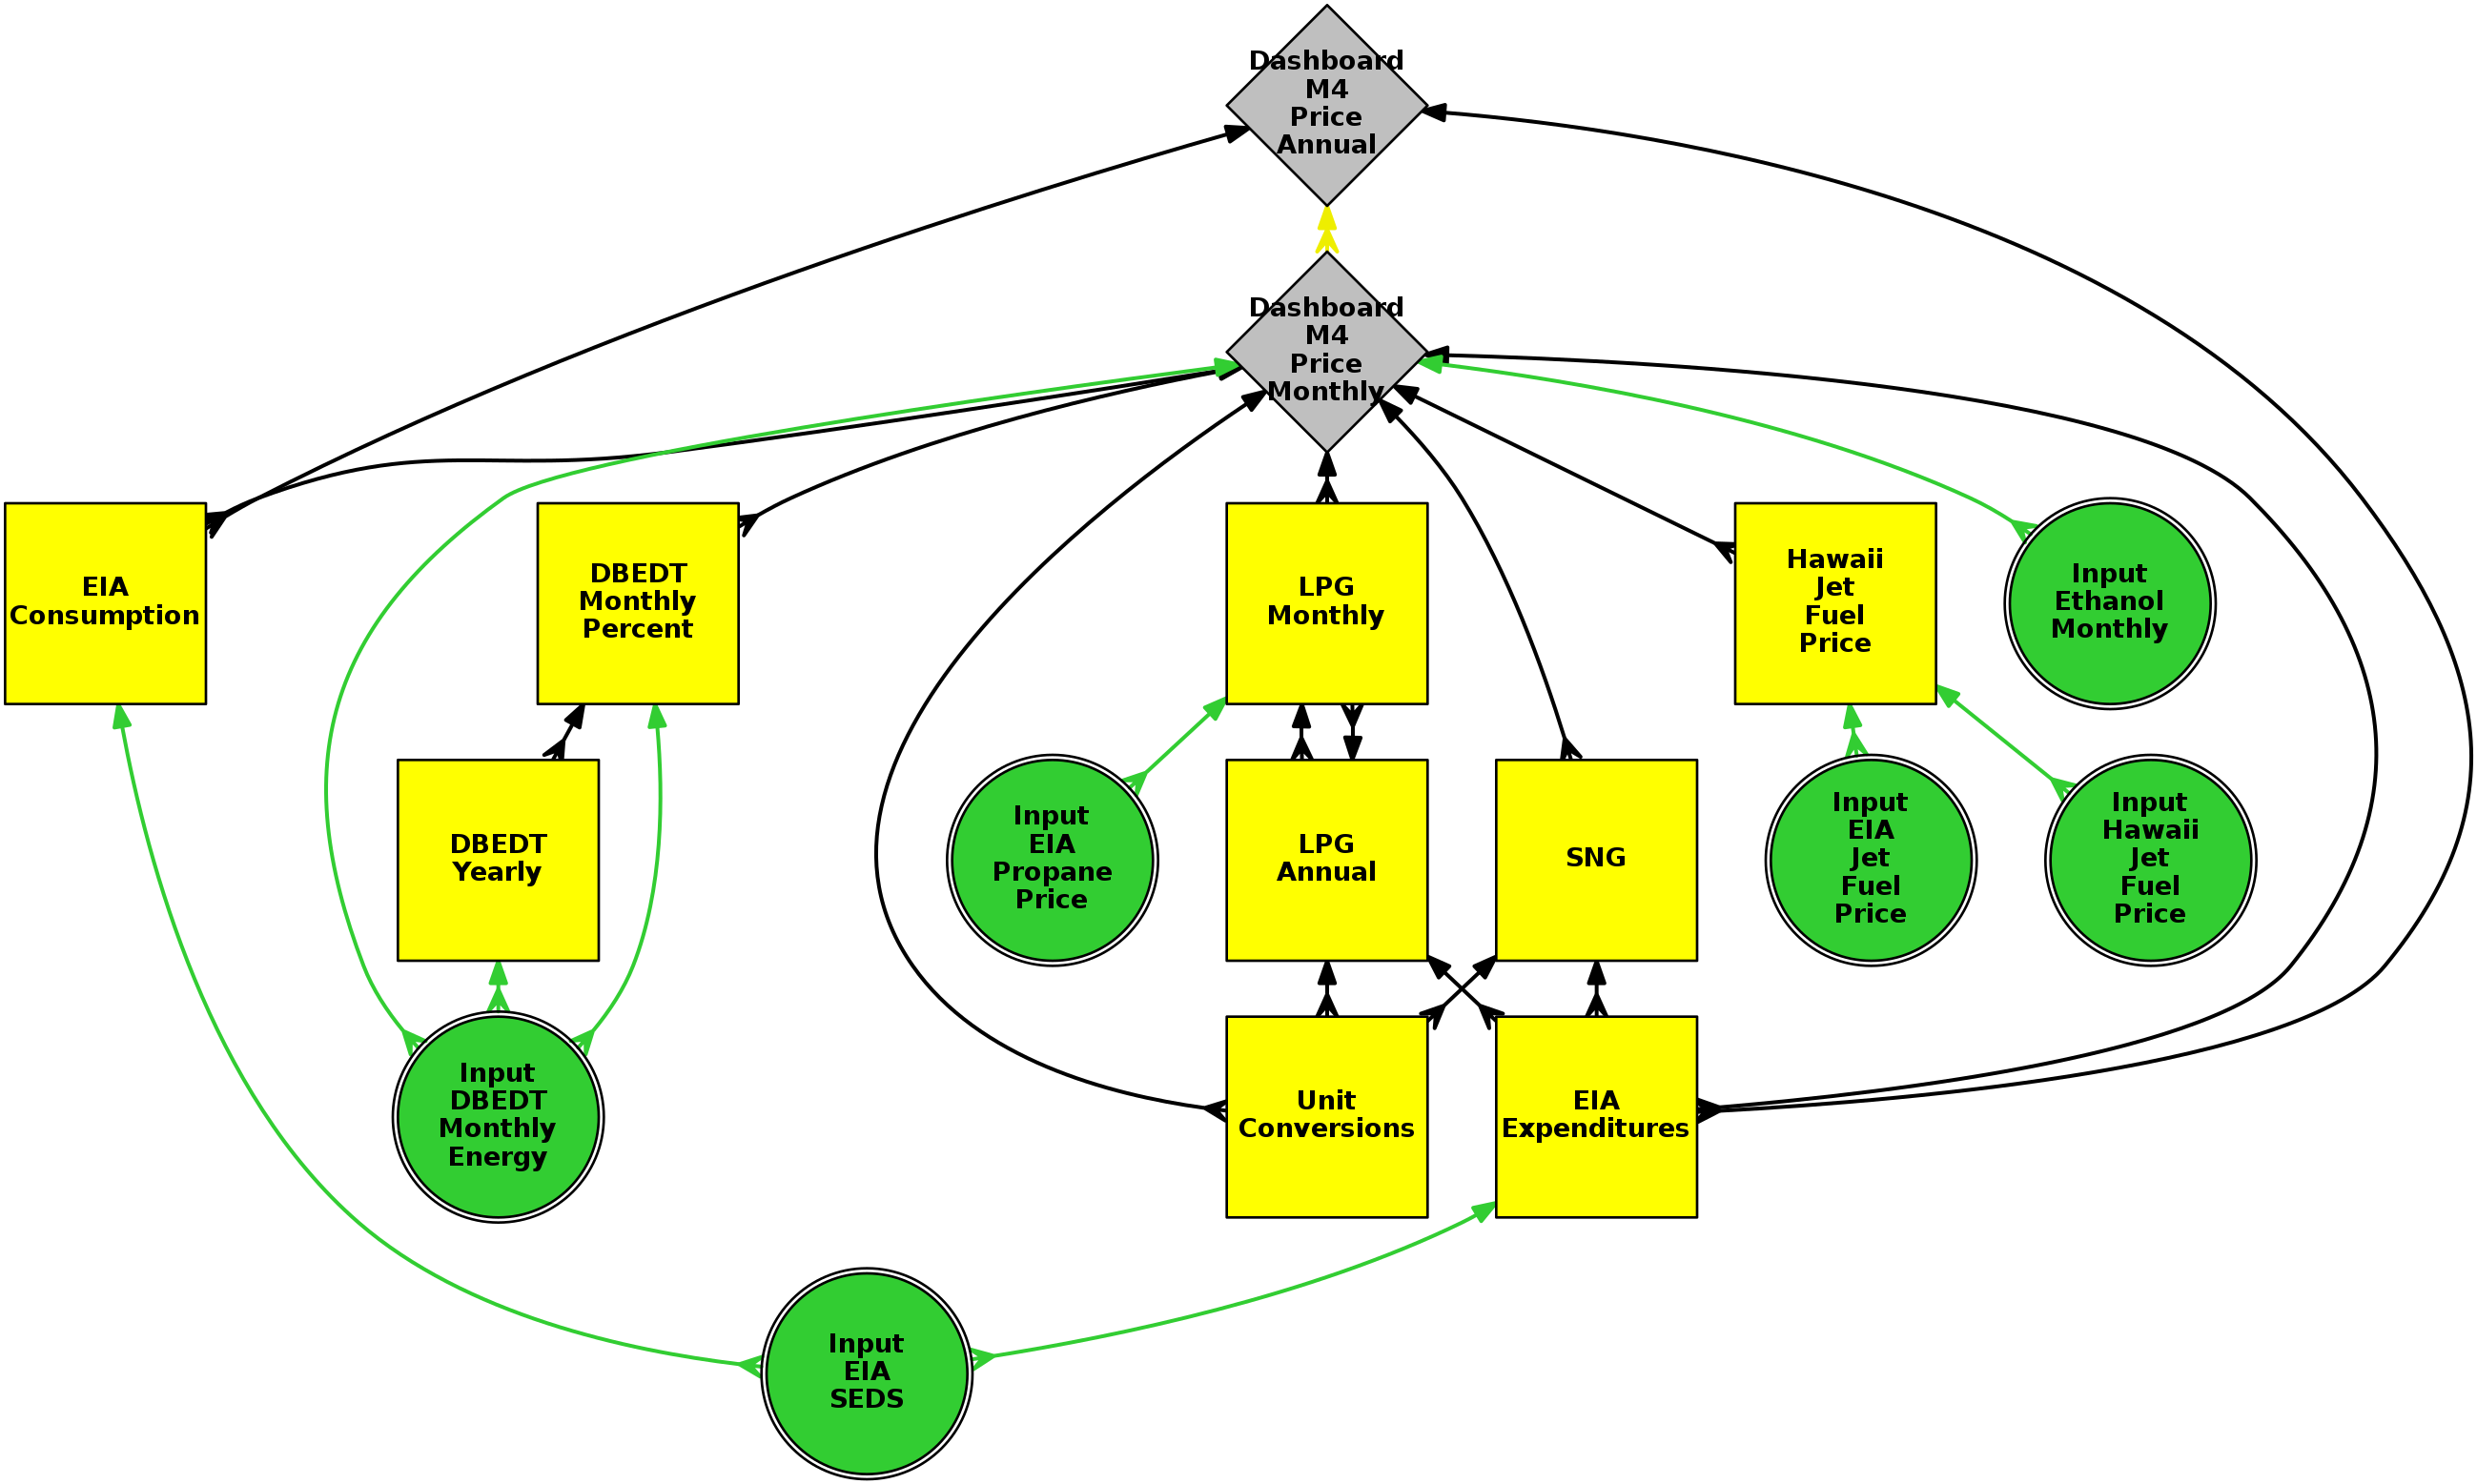 Dashboard
M4
Price
Annual
Dashboard
M4
Price
Monthly
EIA
Consumption
DBEDT
Monthly
Percent
LPG
Monthly
Hawaii
Jet
Fuel
Price
Input
Ethanol
Monthly
DBEDT
Yearly
Input
EIA
Propane
Price
LPG
Annual
SNG
Input
EIA
Jet
Fuel
Price
Input
Hawaii
Jet
Fuel
Price
Input
DBEDT
Monthly
Energy
Unit
Conversions
EIA
Expenditures
Input
EIA
SEDS